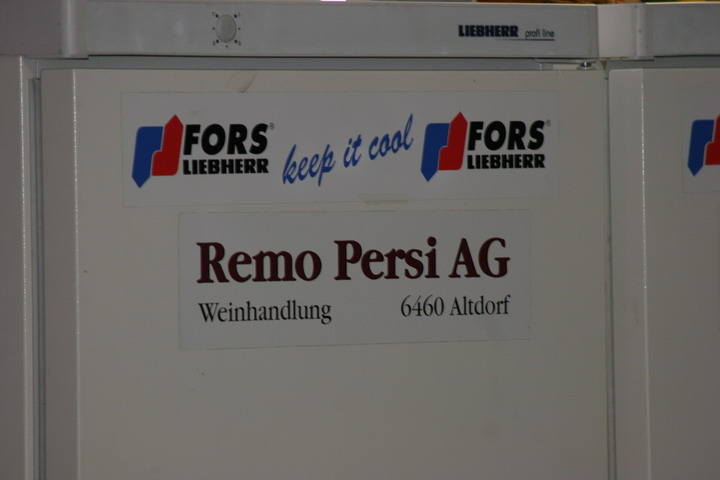 LIEBHERR profi line
FORS LIEBHERR keep it cool FORS LIEBHERR
Remo Persi AG
Weinhandlung 6460 Altdorf